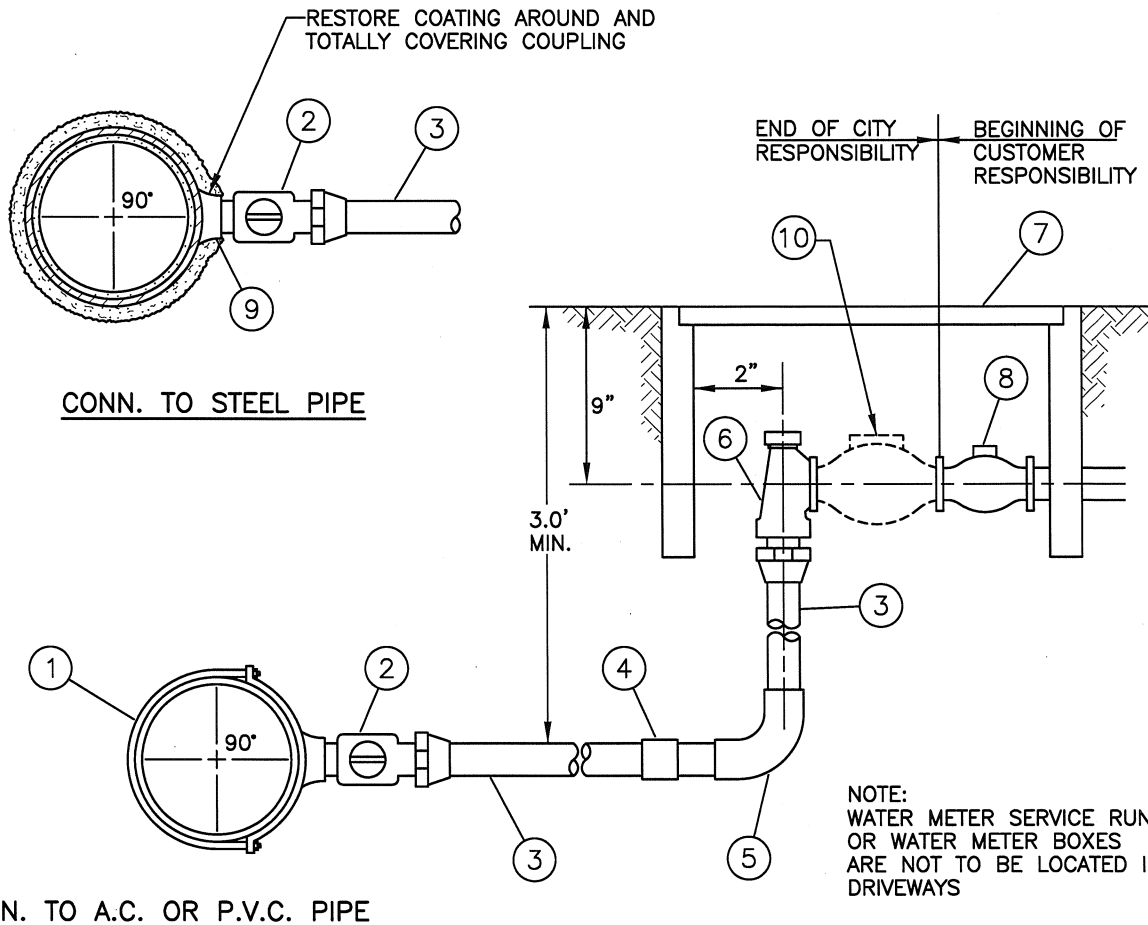 RESTORE COATING AROUND AND
TOTALLY COVERING COUPLING
2
3
90°
9
CONN. TO STEEL PIPE
END OF CITY
RESPONSIBILITY
BEGINNING OF
CUSTOMER
RESPONSIBILITY
10
7
2"
9"
8
6
3.0'
MIN.
3
1
2
4
90°
3
5
NOTE:
WATER METER SERVICE RUN
OR WATER METER BOXES
ARE NOT TO BE LOCATED I
DRIVEWAYS
N. TO A.C. OR P.V.C. PIPE